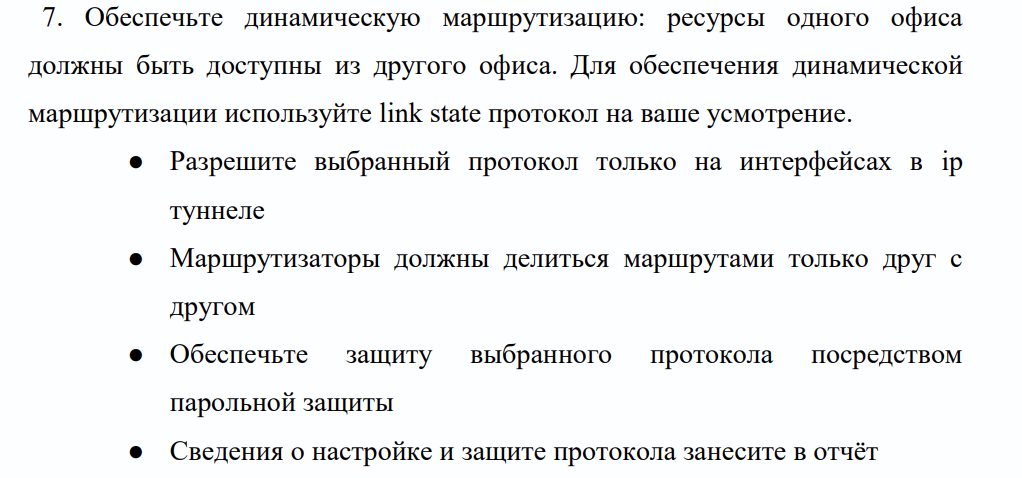 7. Обеспечьте динамическую маршрутизацию: ресурсы одного офиса
должны быть доступны из другого офиса. Для обеспечения динамической
маршрутизации используйте link state протокол на ваше усмотрение.
● Разрешите выбранный протокол только на интерфейсах в ip
туннеле
● Маршрутизаторы должны делиться маршрутами только друг с
другом
● Обеспечьте защиту выбранного протокола посредством
парольной защиты
● Сведения о настройке и защите протокола занесите в отчёт